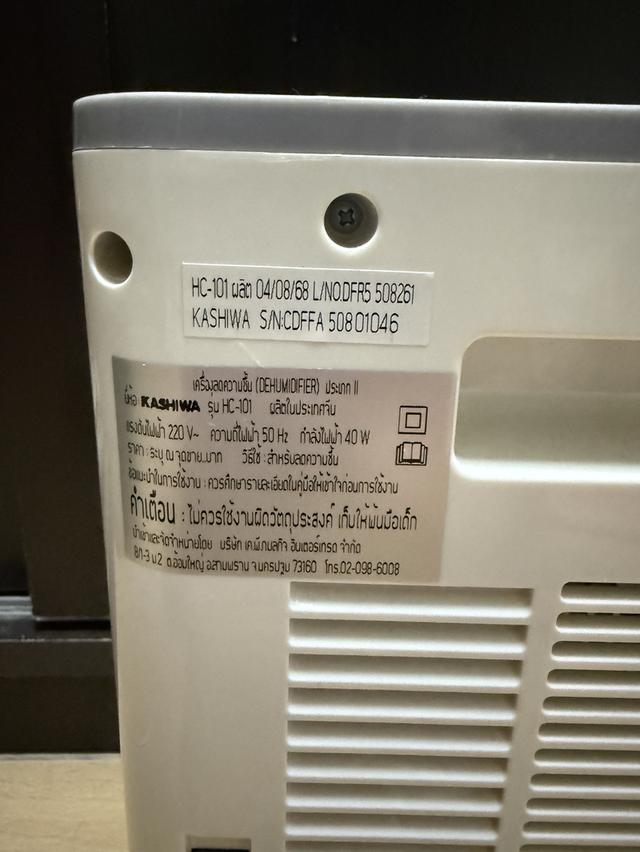 HC-101 ผลิต 04/08/68 L/NO.DFR5 508261
KASHIWA S/N:CDFFA 50801046
เครื่องลดความชื้น (DEHUMIDIFIER) ประเภท II
ยี่ห้อ KASHIWA รุ่น HC-101 ผลิตในประเทศจีน
แรงดันไฟฟ้า 220 V~ ความถี่ไฟฟ้า 50 Hz กำลังไฟฟ้า 40 W
ราคา : ระบุ ณ จุดขาย..บาท วิธีใช้ : สำหรับลดความชื้น
ข้อแนะนำในการใช้งาน : ควรศึกษารายละเอียดในคู่มือให้เข้าใจก่อนการใช้งาน
คำเตือน : ไม่ควรใช้งานผิดวัตถุประสงค์ เก็บให้พ้นมือเด็ก
นำเข้าและจัดจำหน่ายโดย บริษัท เค.พี.กมลกิจ อินเตอร์เทรด จำกัด
ม.2 ต.อ้อมใหญ่ อ.สามพราน จ.นครปฐม 73160 โทร.02-098-6008